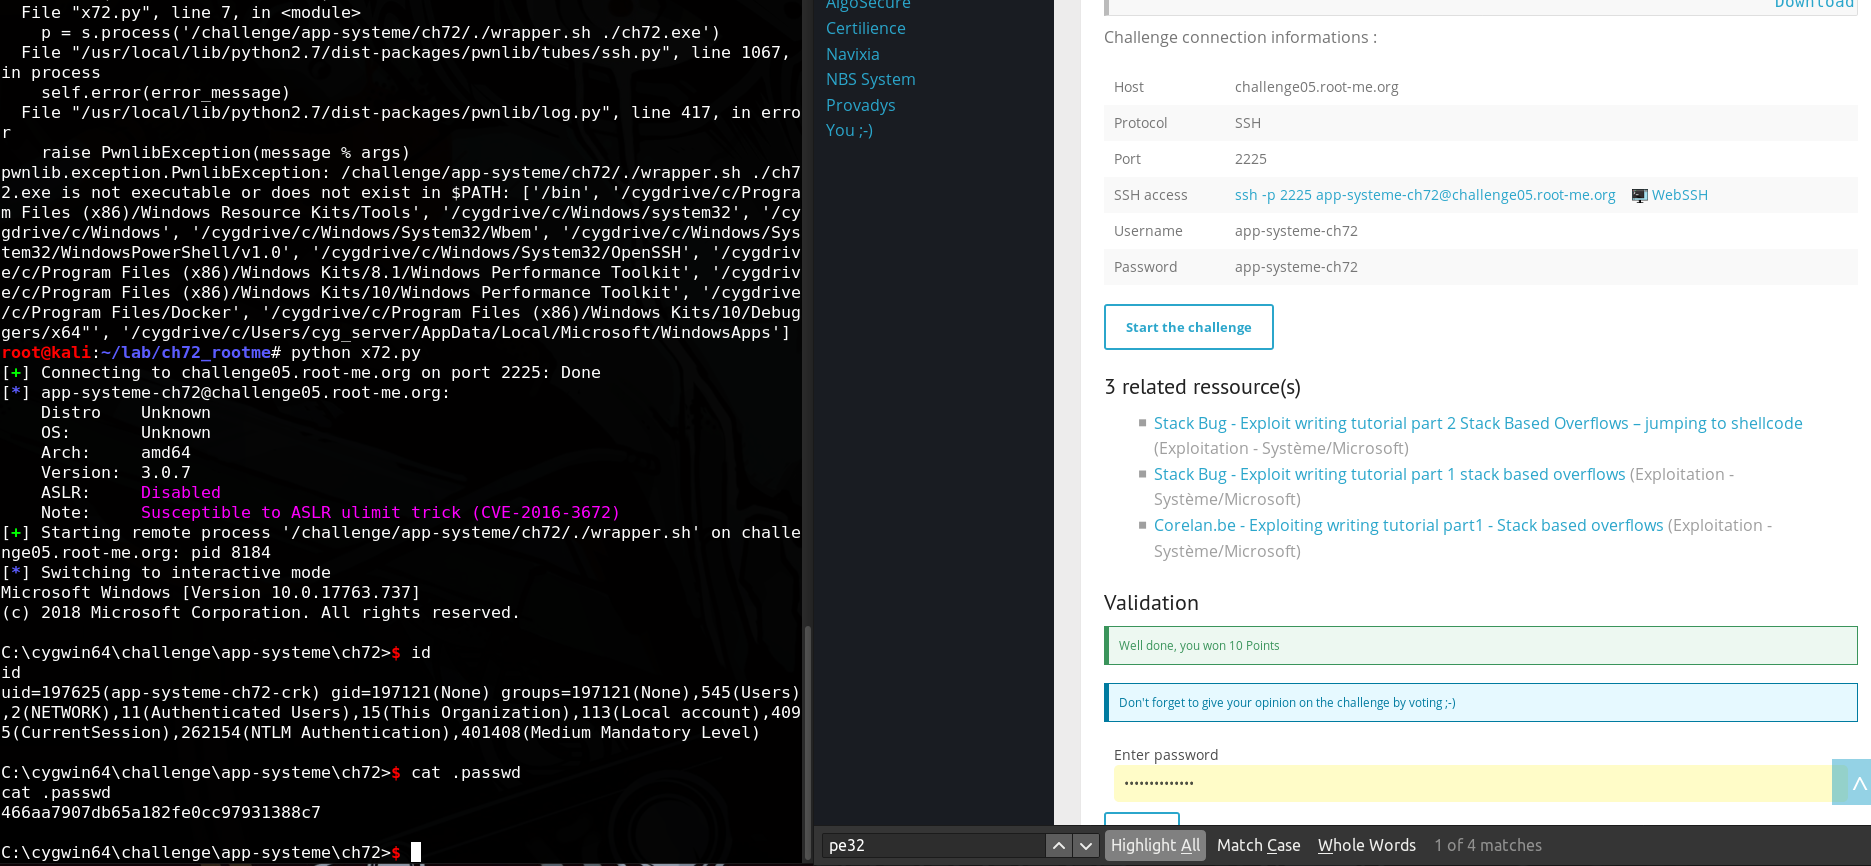 File "x72.py", line 7, in <module>
    p = s.process('/challenge/app-systeme/ch72/./wrapper.sh ./ch72.exe')
  File "/usr/local/lib/python2.7/dist-packages/pwnlib/tubes/ssh.py", line 1067,
in process
    self.error(error_message)
  File "/usr/local/lib/python2.7/dist-packages/pwnlib/log.py", line 417, in erro
r
    raise PwnlibException(message % args)
pwnlib.exception.PwnlibException: /challenge/app-systeme/ch72/./wrapper.sh ./ch7
2.exe is not executable or does not exist in $PATH: ['/bin', '/cygdrive/c/Progra
m Files (x86)/Windows Resource Kits/Tools', '/cygdrive/c/Windows/system32', '/cy
gdrive/c/Windows', '/cygdrive/c/Windows/System32/Wbem', '/cygdrive/c/Windows/Sys
tem32/WindowsPowerShell/v1.0', '/cygdrive/c/Windows/System32/OpenSSH', '/cygdriv
e/c/Program Files (x86)/Windows Kits/8.1/Windows Performance Toolkit', '/cygdriv
e/c/Program Files (x86)/Windows Kits/10/Windows Performance Toolkit', '/cygdrive
/c/Program Files/Docker', '/cygdrive/c/Program Files (x86)/Windows Kits/10/Debug
gers/x64"', '/cygdrive/c/Users/cyg_server/AppData/Local/Microsoft/WindowsApps']
root@kali:~/lab/ch72_rootme# python x72.py
[+] Connecting to challenge05.root-me.org on port 2225: Done
[*] app-systeme-ch72@challenge05.root-me.org:
    Distro    Unknown
    OS:       Unknown
    Arch:     amd64
    Version:  3.0.7
    ASLR:     Disabled
    Note:     Susceptible to ASLR ulimit trick (CVE-2016-3672)
[+] Starting remote process '/challenge/app-systeme/ch72/./wrapper.sh' on challe
nge05.root-me.org: pid 8184
[*] Switching to interactive mode
Microsoft Windows [Version 10.0.17763.737]
(c) 2018 Microsoft Corporation. All rights reserved.
C:\cygwin64\challenge\app-systeme\ch72>$ id
id
uid=197625(app-systeme-ch72-crk) gid=197121(None) groups=197121(None),545(Users)
,2(NETWORK),11(Authenticated Users),15(This Organization),113(Local account),409
5(CurrentSession),262154(NTLM Authentication),401408(Medium Mandatory Level)
C:\cygwin64\challenge\app-systeme\ch72>$ cat .passwd
cat .passwd
466aa7907db65a182fe0cc97931388c7
C:\cygwin64\challenge\app-systeme\ch72>$
AlgoSecure
Certilience
Navixia
NBS System
Provadys
You ;-)
Download
Challenge connection informations :
Host challenge05.root-me.org
Protocol SSH
Port 2225
SSH access ssh -p 2225 app-systeme-ch72@challenge05.root-me.org WebSSH
Username app-systeme-ch72
Password app-systeme-ch72
Start the challenge
3 related ressource(s)
Stack Bug - Exploit writing tutorial part 2 Stack Based Overflows – jumping to shellcode
(Exploitation - Système/Microsoft)
Stack Bug - Exploit writing tutorial part 1 stack based overflows (Exploitation -
Système/Microsoft)
Corelan.be - Exploiting writing tutorial part1 - Stack based overflows (Exploitation -
Système/Microsoft)
Validation
Well done, you won 10 Points
Don't forget to give your opinion on the challenge by voting ;-)
Enter password
••••••••••••••
pe32 Highlight All Match Case Whole Words 1 of 4 matches